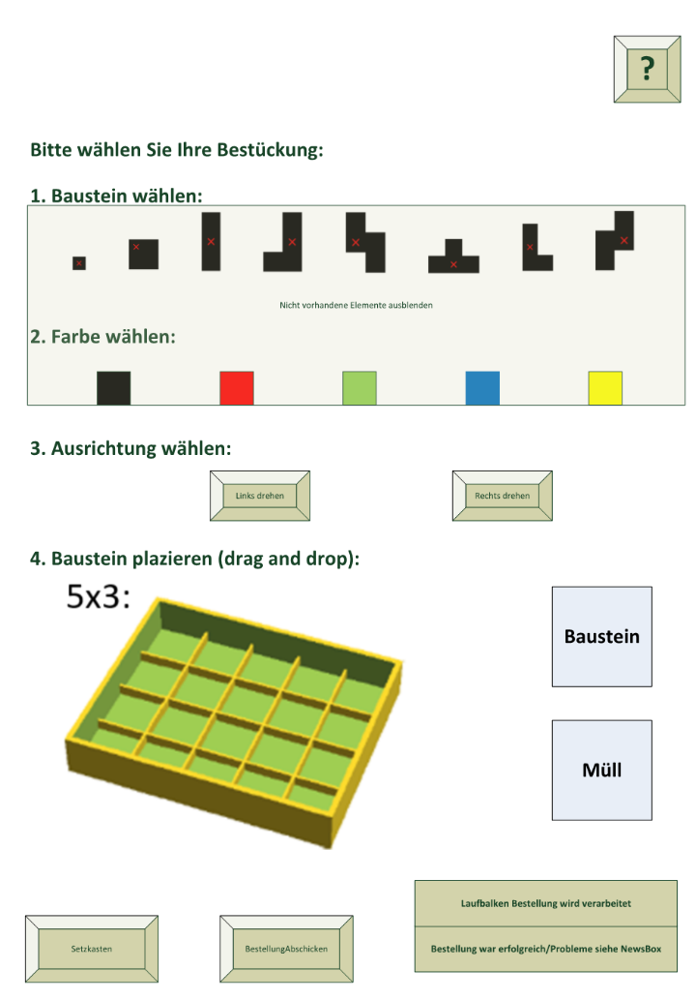 ?
Bitte wählen Sie Ihre Bestückung:
1. Baustein wählen:
Nicht vorhandene Elemente ausblenden
2. Farbe wählen:
3. Ausrichtung wählen:
Links drehen
Rechts drehen
4. Baustein plazieren (drag and drop):
5x3:
Baustein
Müll
Laufbalken Bestellung wird verarbeitet
Setzkasten
BestellungAbschicken
Bestellung war erfolgreich/Probleme siehe NewsBox